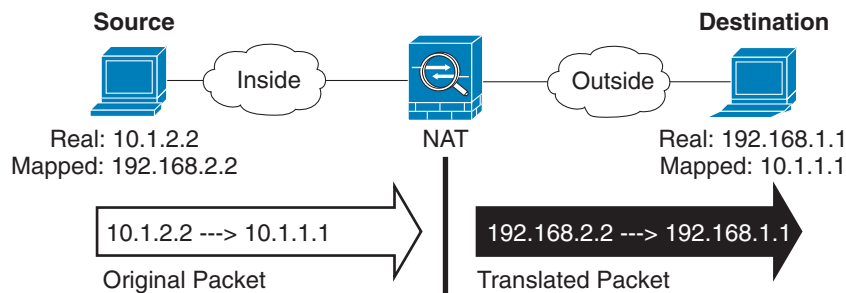 Source
Destination
Inside
Outside
Real: 10.1.2.2
Mapped: 192.168.2.2
NAT
Real: 192.168.1.1
Mapped: 10.1.1.1
10.1.2.2 ---> 10.1.1.1
192.168.2.2 ---> 192.168.1.1
Original Packet
Translated Packet